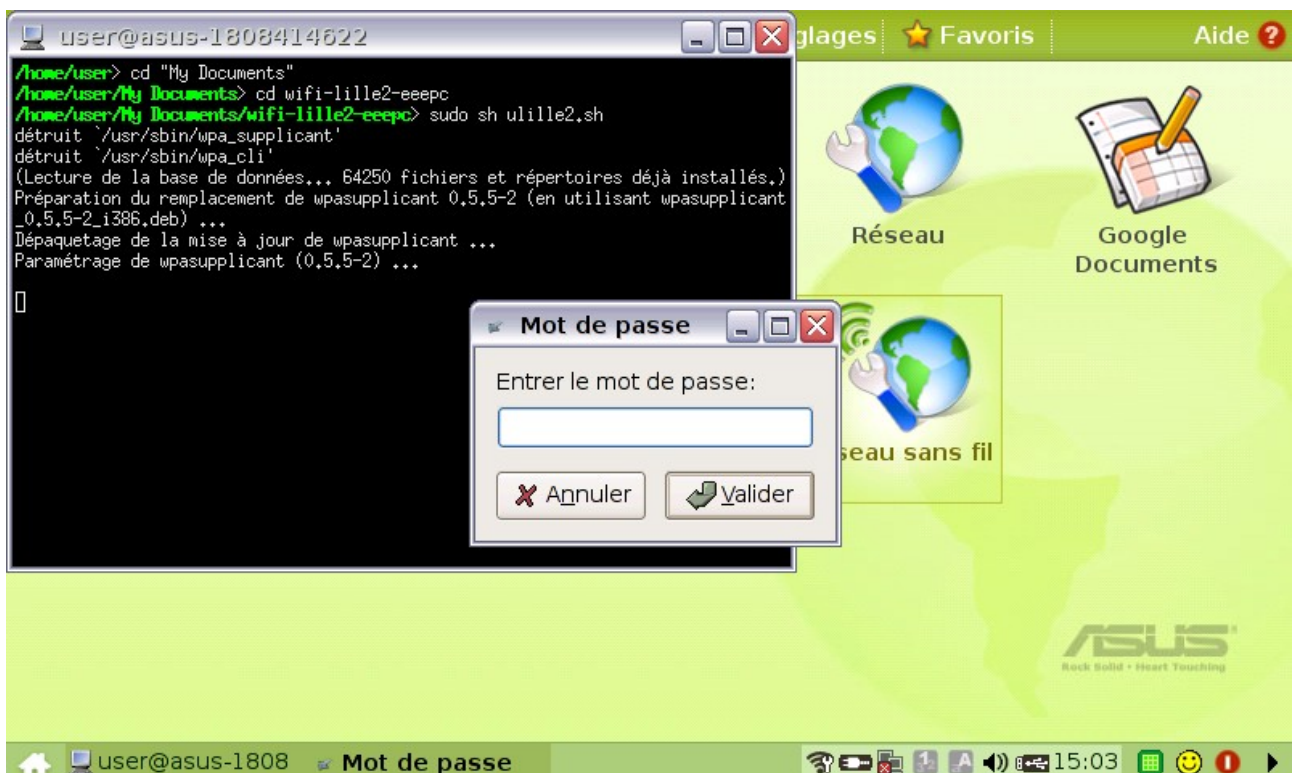 user@asus-1808414622
glages
Favoris
Aide
/home/user> cd "My Documents"
/home/user/My Documents> cd wifi-lille2-eeepc
/home/user/My Documents/wifi-lille2-eeepc> sudo sh ulille2.sh
détruit `/usr/sbin/wpa_supplicant'
détruit `/usr/sbin/wpa_cli'
(Lecture de la base de données... 64250 fichiers et répertoires déjà installés.)
Préparation du remplacement de wpasupplicant 0.5.5-2 (en utilisant wpasupplicant
_0.5.5-2_i386.deb) ...
Dépaquetage de la mise à jour de wpasupplicant ...
Paramétrage de wpasupplicant (0.5.5-2) ...
Réseau
Google
Documents
Mot de passe
Entrer le mot de passe:
Annuler
Valider
seau sans fil
ASUS
Rock Solid • Heart Touching
user@asus-1808
Mot de passe
15:03